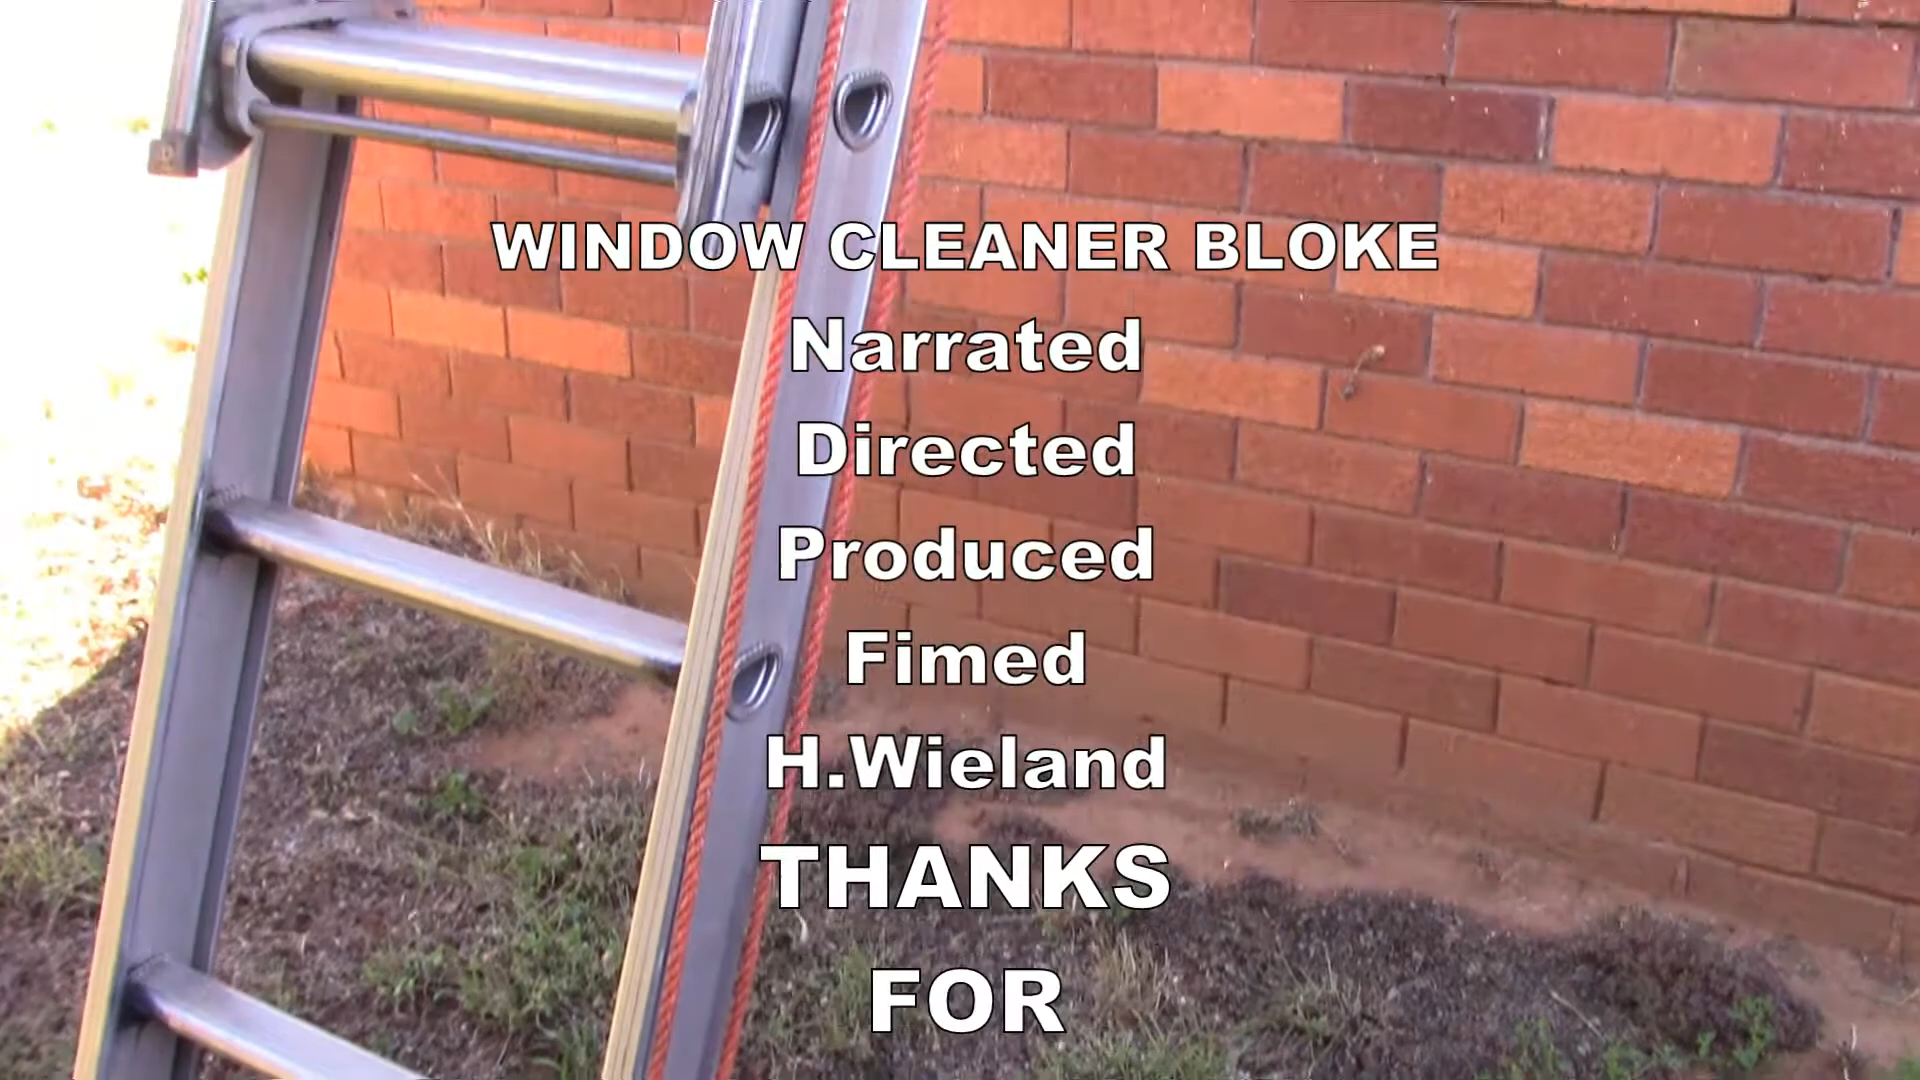 WINDOW CLEANER BLOKE
Narrated
Directed
Produced
Fimed
H.Wieland
THANKS
FOR